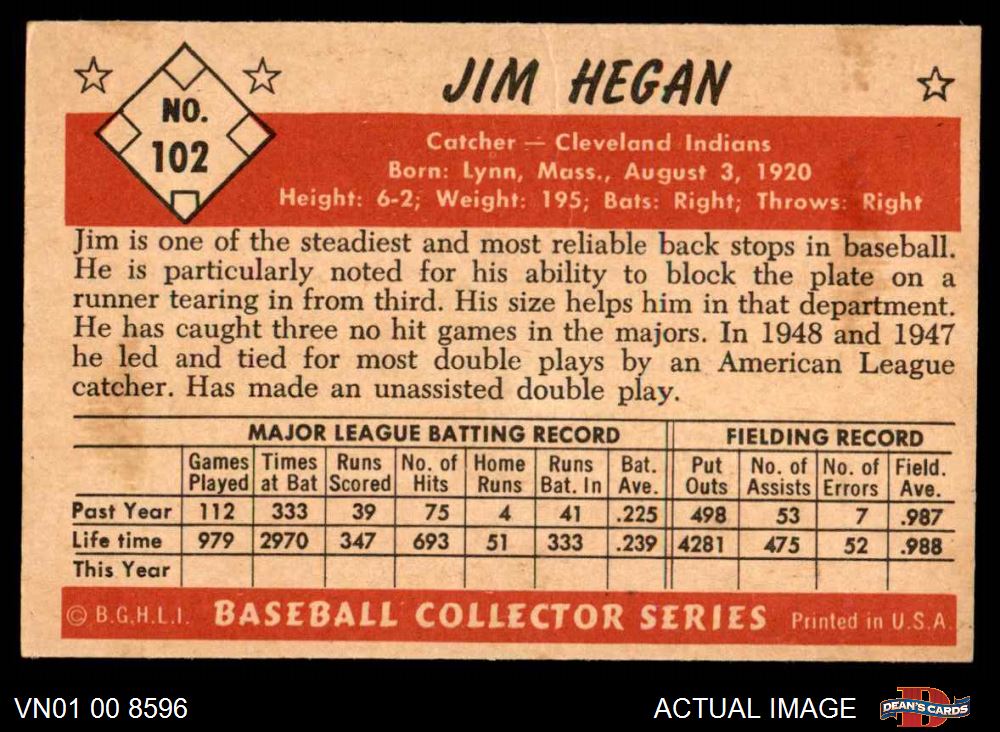 JIM HEGAN
NO.
102
Catcher — Cleveland Indians
Born: Lynn, Mass., August 3, 1920
Height: 6-2; Weight: 195; Bats: Right; Throws: Right
Jim is one of the steadiest and most reliable back stops in baseball.
He is particularly noted for his ability to block the plate on a
runner tearing in from third. His size helps him in that department.
He has caught three no hit games in the majors. In 1948 and 1947
he led and tied for most double plays by an American League
catcher. Has made an unassisted double play.
MAJOR LEAGUE BATTING RECORD FIELDING RECORD
Games Times Runs No. of Home Runs Bat. Put No. of No. of Field.
Played at Bat Scored Hits Runs Bat. In Ave. Outs Assists Errors Ave.
Past Year 112 333 39 75 4 41 .225 498 53 7 .987
Life time 979 2970 347 693 51 333 .239 4281 475 52 .988
This Year
© B.G.H.L.I. BASEBALL COLLECTOR SERIES Printed in U.S.A.
VN01 00 8596 ACTUAL IMAGE DEAN'S CARDS